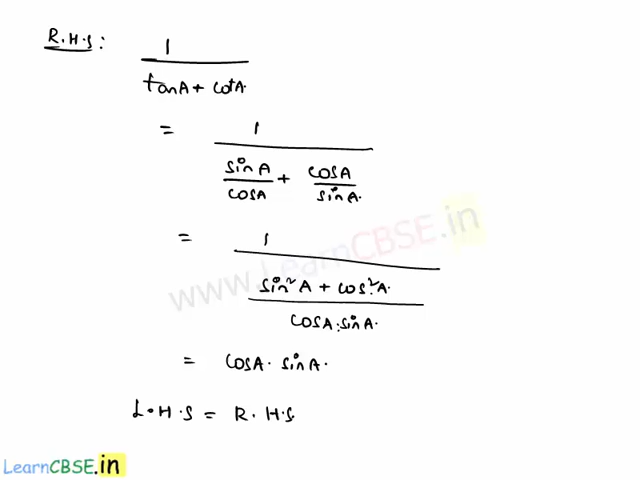 R.H.S :
1
tanA + cotA.
= 1
sinA + cosA
cosA sinA.
= 1
sin²A + cos²A.
cosA.sinA.
= cosA. sinA.
L.H.S = R.H.S
www.LearnCBSE.in
LearnCBSE.in